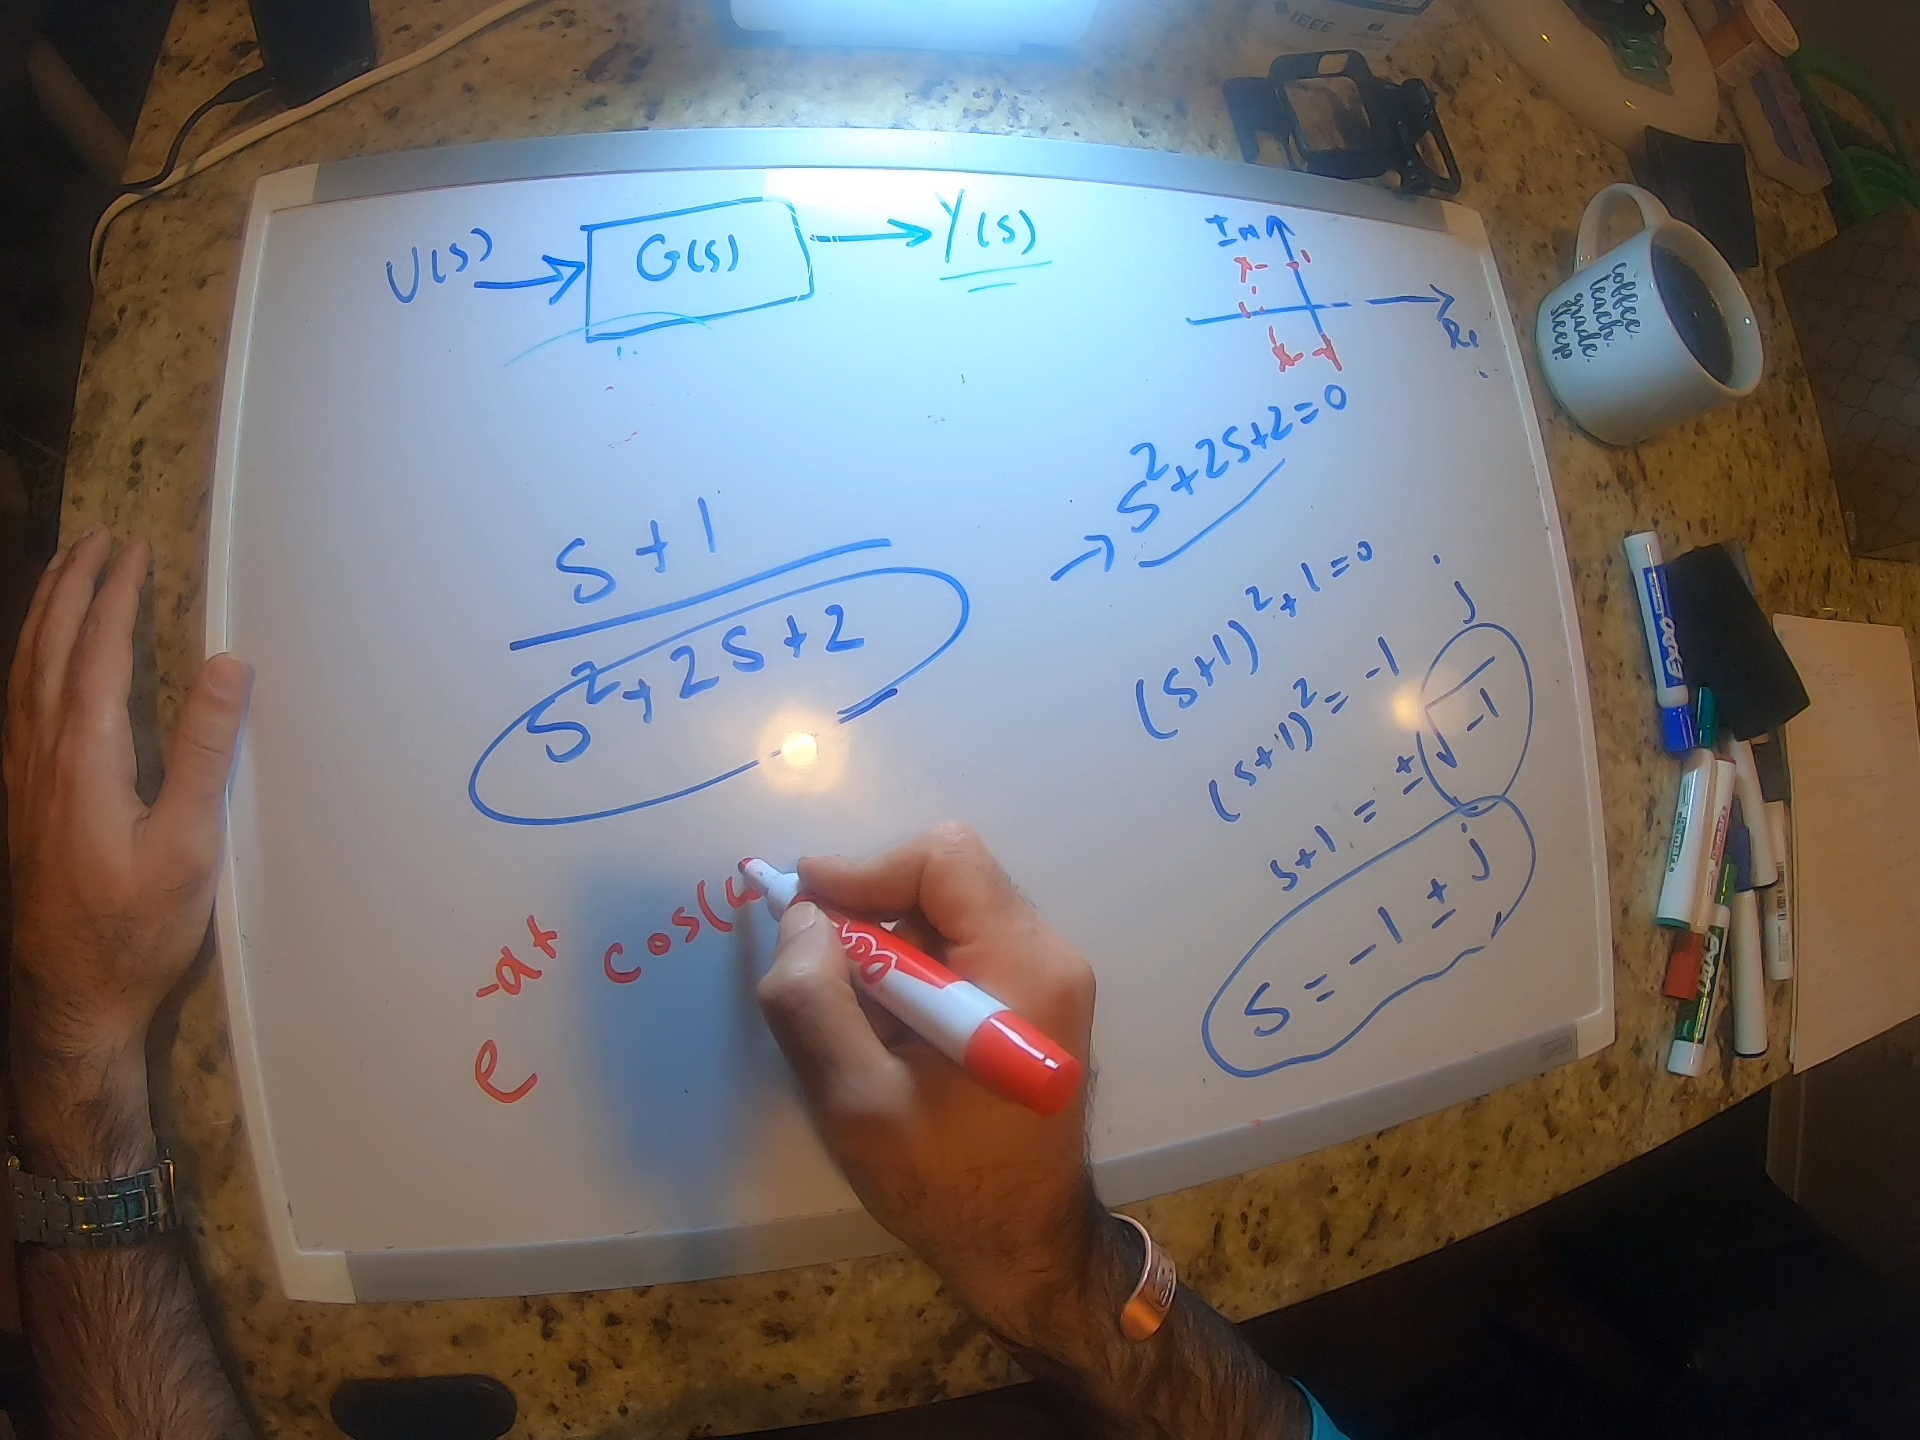 IEEE
U(s) → G(s) → Y(s)
Im
Re
coffee.
teach.
grade.
sleep.
s²+2s+2=0
s+1
s²+2s+2
(s+1)²+1=0
(s+1)²=-1
j
s+1=±√-1
s=-1±j
e^-at cos(ω
EXPO
EXPO